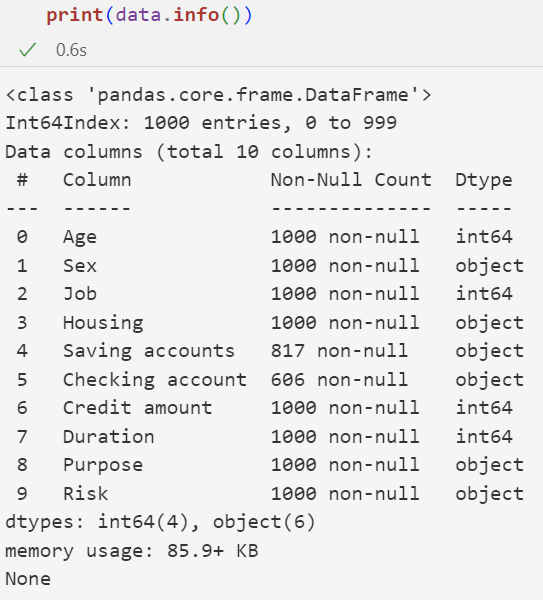 print(data.info())
0.6s
<class 'pandas.core.frame.DataFrame'>
Int64Index: 1000 entries, 0 to 999
Data columns (total 10 columns):
 #   Column            Non-Null Count  Dtype
---  ------            --------------  -----
 0   Age               1000 non-null   int64
 1   Sex               1000 non-null   object
 2   Job               1000 non-null   int64
 3   Housing           1000 non-null   object
 4   Saving accounts   817 non-null    object
 5   Checking account  606 non-null    object
 6   Credit amount     1000 non-null   int64
 7   Duration          1000 non-null   int64
 8   Purpose           1000 non-null   object
 9   Risk              1000 non-null   object
dtypes: int64(4), object(6)
memory usage: 85.9+ KB
None